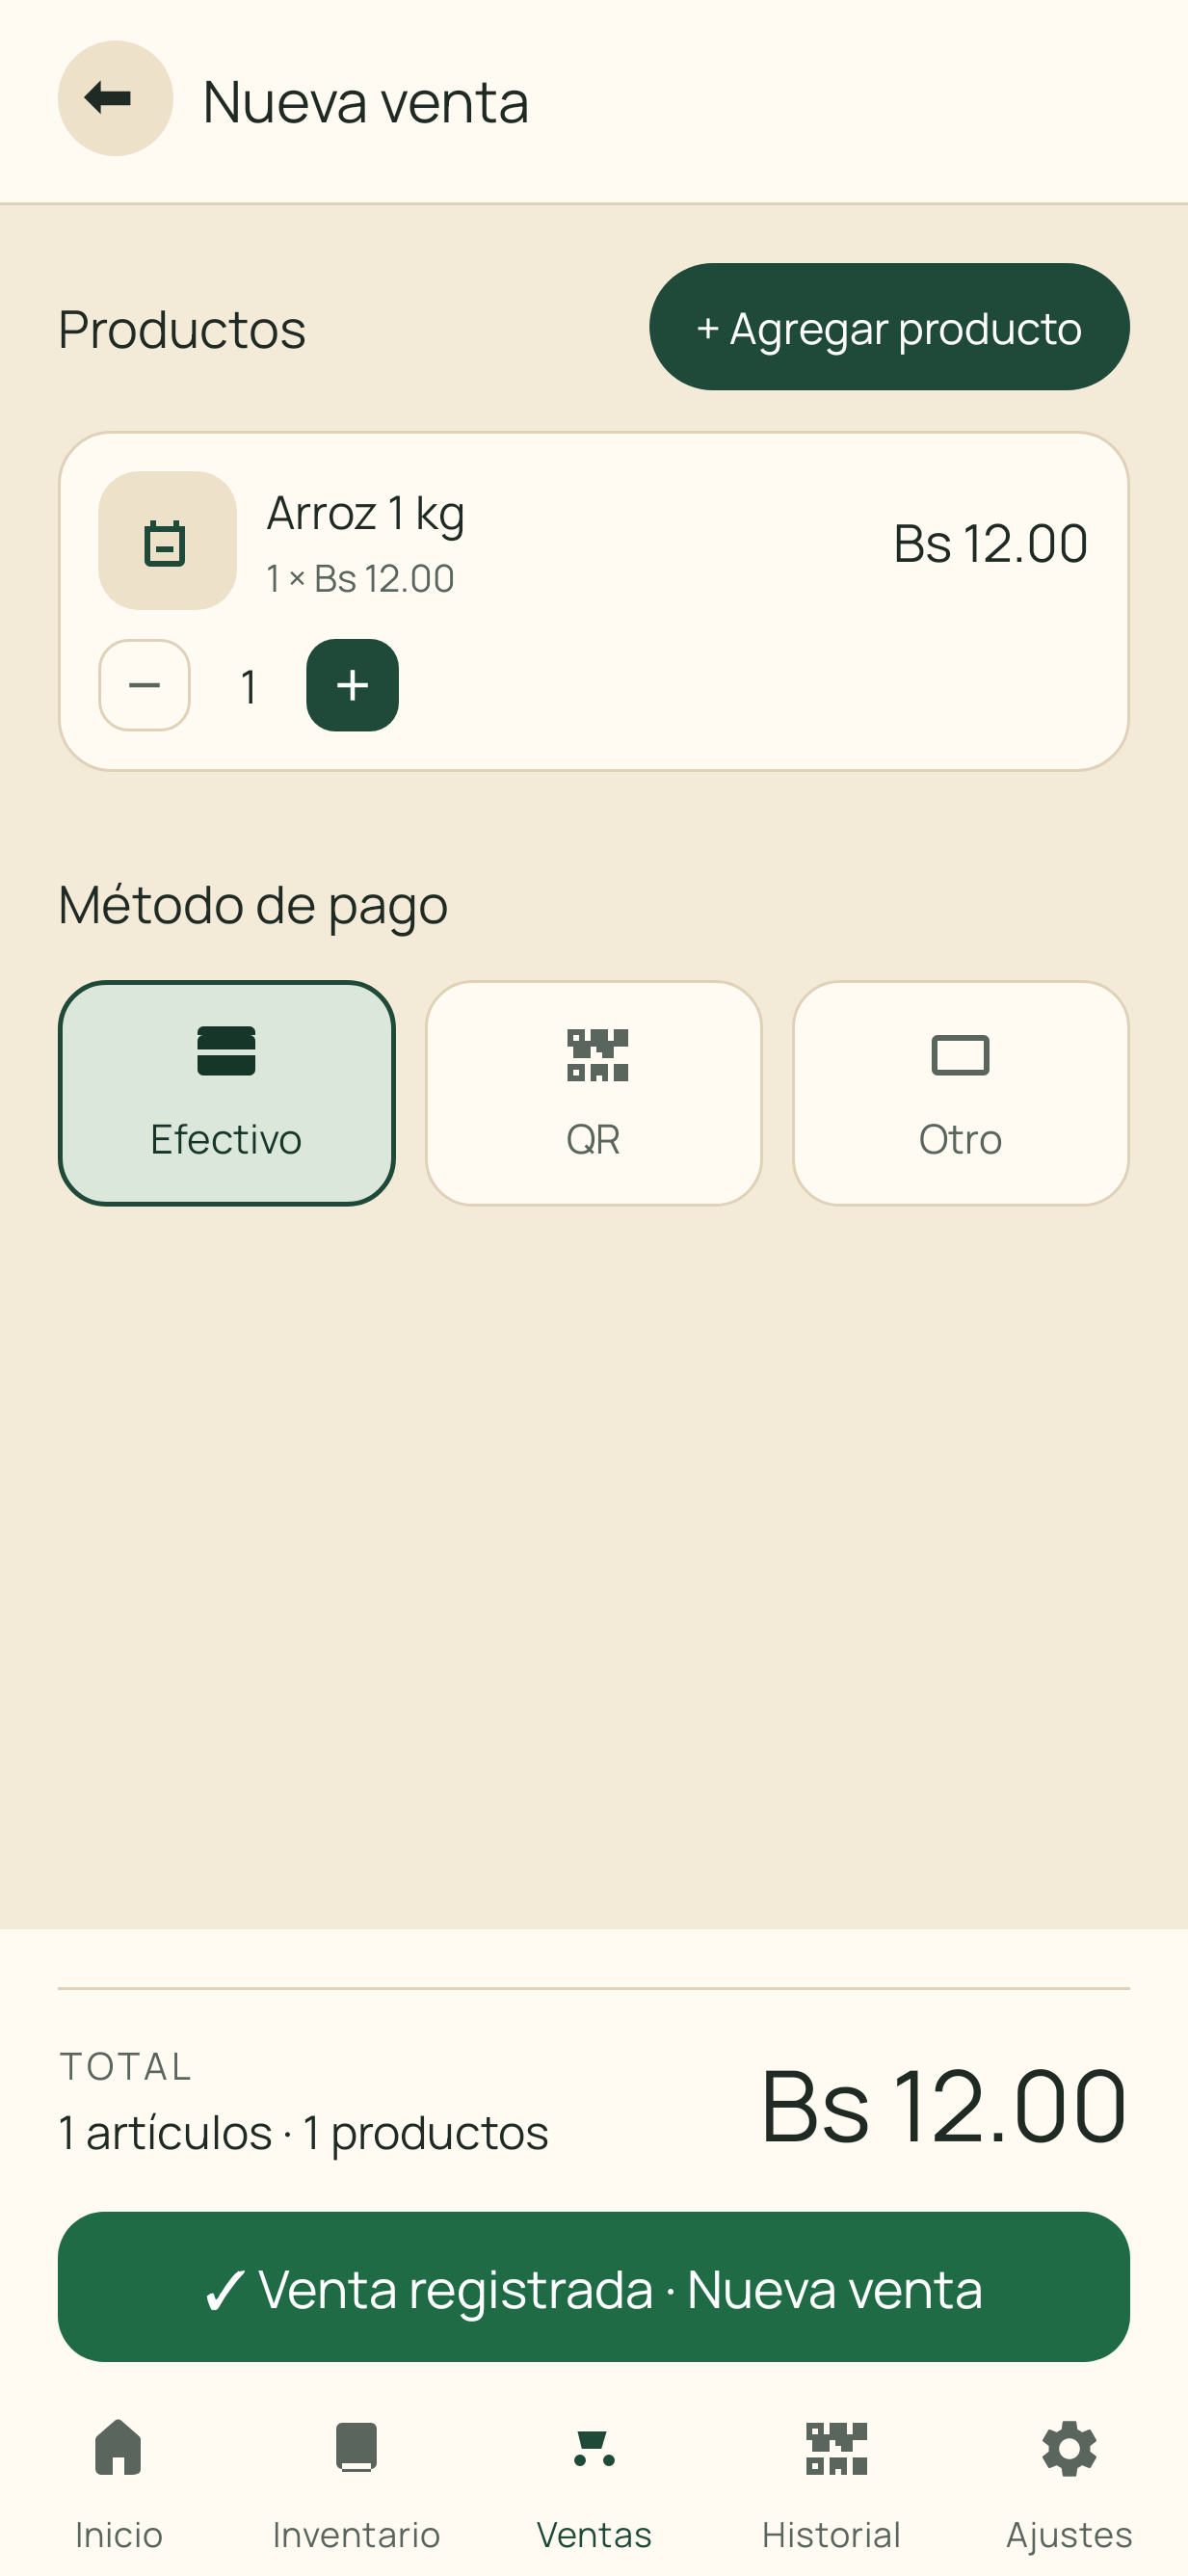 Nueva venta
Productos
+ Agregar producto
Arroz 1 kg
1 × Bs 12.00
Bs 12.00
− 1 +
Método de pago
Efectivo
QR
Otro
TOTAL
1 artículos · 1 productos
Bs 12.00
✓ Venta registrada · Nueva venta
Inicio
Inventario
Ventas
Historial
Ajustes